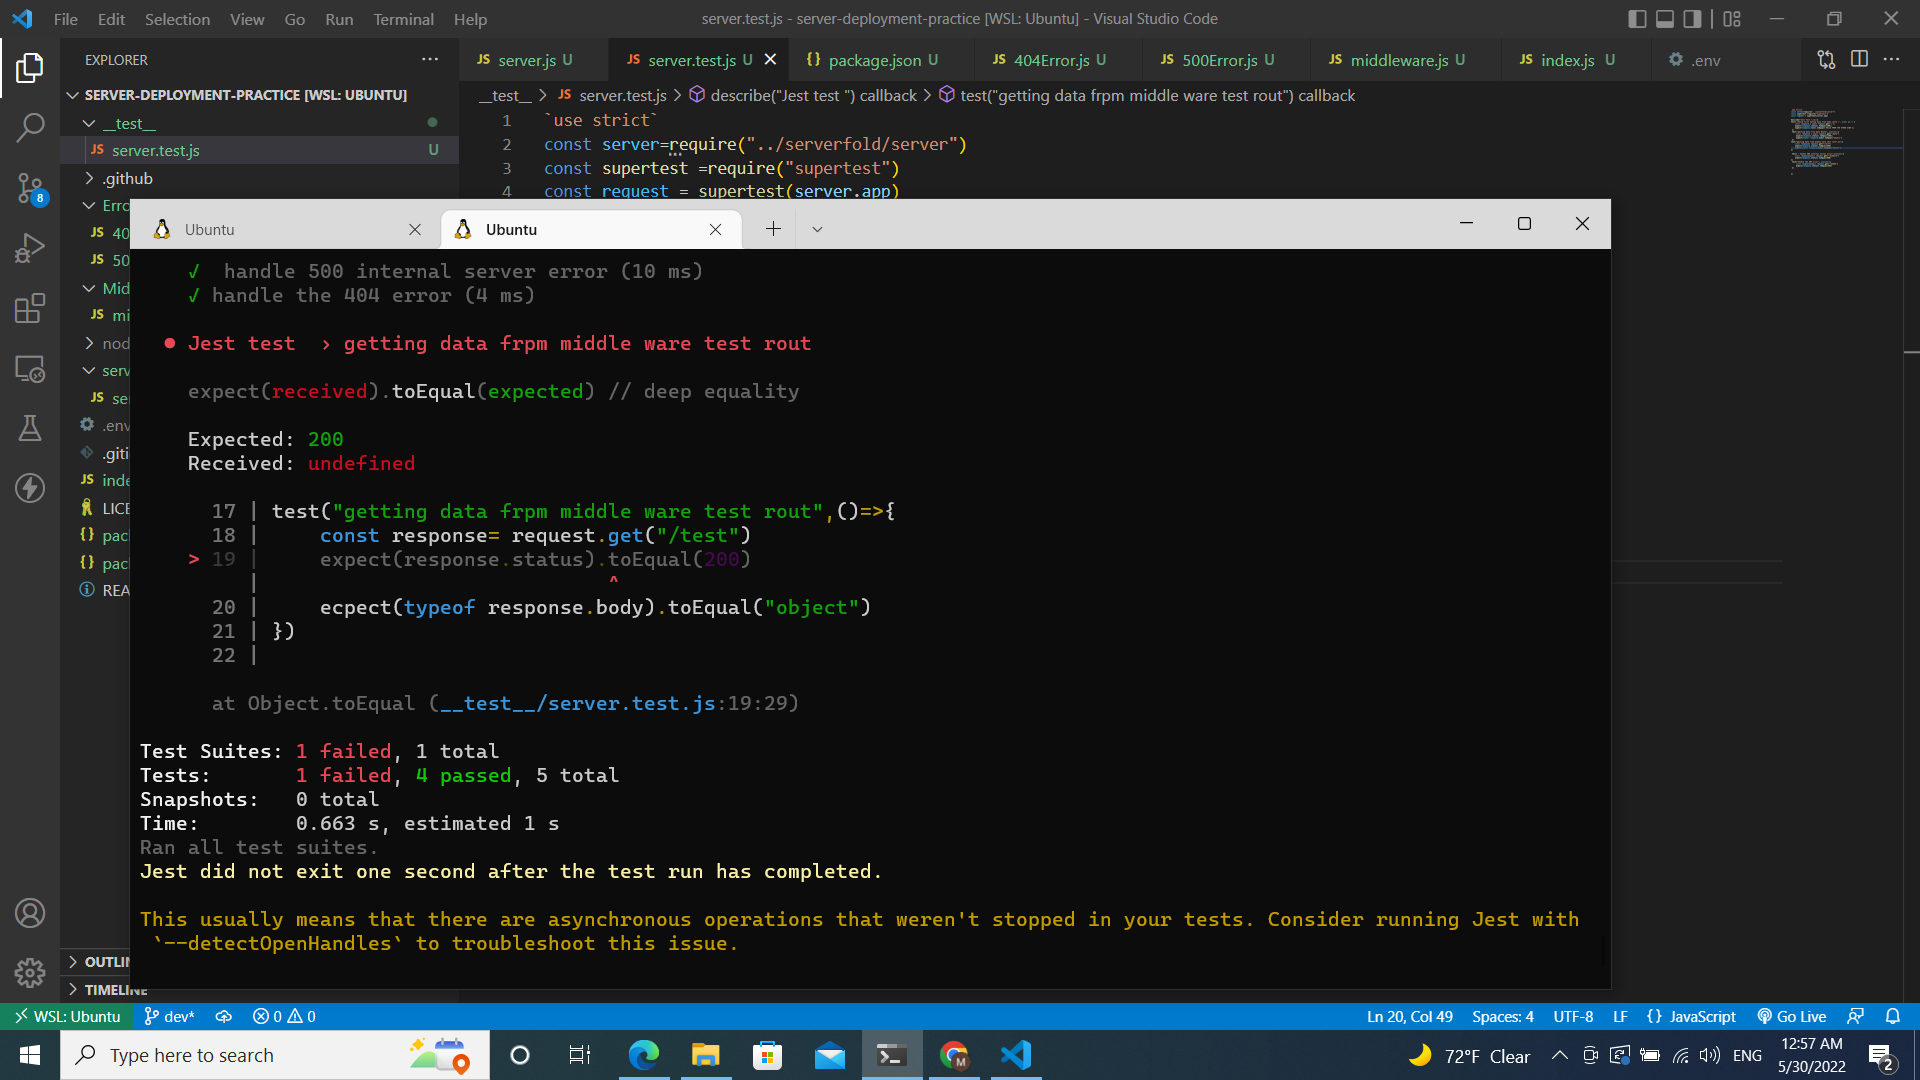 File Edit Selection View Go Run Terminal Help
server.test.js - server-deployment-practice [WSL: Ubuntu] - Visual Studio Code
EXPLORER
JS server.js U
JS server.test.js U
{} package.json U
JS 404Error.js U
JS 500Error.js U
JS middleware.js U
JS index.js U
.env
SERVER-DEPLOYMENT-PRACTICE [WSL: UBUNTU]
__test__ > JS server.test.js > describe("Jest test ") callback > test("getting data frpm middle ware test rout") callback
__test__
JS server.test.js U
.github
Erro
JS 40
JS 50
Mid
JS mi
nod
serv
JS se
.env
.giti
JS inde
LICE
{} pac
{} pac
REA
OUTLIN
TIMELINE
8
1 `use strict`
2 const server=require("../serverfold/server")
3 const supertest =require("supertest")
4 const request = supertest(server.app)
Ubuntu
Ubuntu
√  handle 500 internal server error (10 ms)
√ handle the 404 error (4 ms)
● Jest test  › getting data frpm middle ware test rout
expect(received).toEqual(expected) // deep equality
Expected: 200
Received: undefined
17 | test("getting data frpm middle ware test rout",()=>{
18 |     const response= request.get("/test")
> 19 |     expect(response.status).toEqual(200)
|                             ^
20 |     ecpect(typeof response.body).toEqual("object")
21 | })
22 |
at Object.toEqual (__test__/server.test.js:19:29)
Test Suites: 1 failed, 1 total
Tests:       1 failed, 4 passed, 5 total
Snapshots:   0 total
Time:        0.663 s, estimated 1 s
Ran all test suites.
Jest did not exit one second after the test run has completed.
This usually means that there are asynchronous operations that weren't stopped in your tests. Consider running Jest with
`--detectOpenHandles` to troubleshoot this issue.
WSL: Ubuntu
dev*
0 0
Ln 20, Col 49
Spaces: 4
UTF-8
LF
{} JavaScript
Go Live
Type here to search
72°F Clear
ENG
12:57 AM
5/30/2022
2